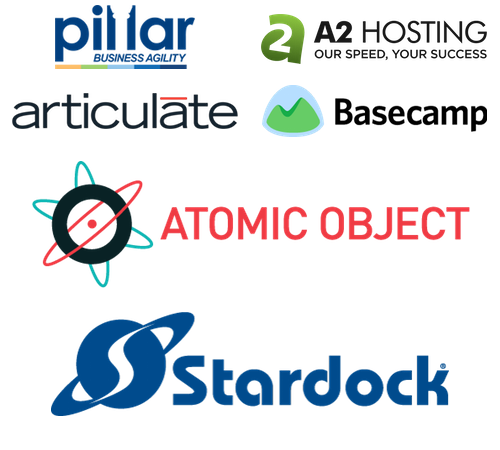 pillar
BUSINESS AGILITY
A2 HOSTING
OUR SPEED, YOUR SUCCESS
articulate
Basecamp
ATOMIC OBJECT
Stardock®